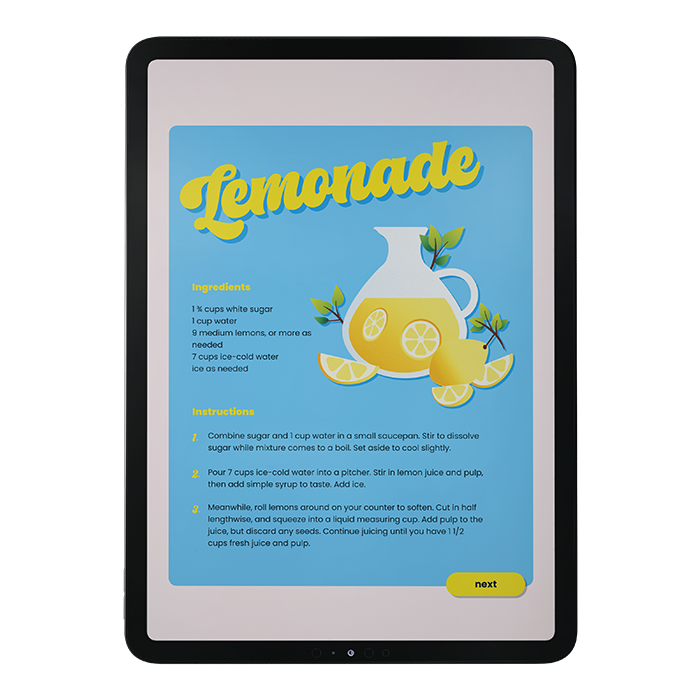 Lemonade
Ingredients
1 ¾ cups white sugar
1 cup water
9 medium lemons, or more as
needed
7 cups ice-cold water
ice as needed
Instructions
1. Combine sugar and 1 cup water in a small saucepan. Stir to dissolve
sugar while mixture comes to a boil. Set aside to cool slightly.
2. Pour 7 cups ice-cold water into a pitcher. Stir in lemon juice and pulp,
then add simple syrup to taste. Add ice.
3. Meanwhile, roll lemons around on your counter to soften. Cut in half
lengthwise, and squeeze into a liquid measuring cup. Add pulp to the
juice, but discard any seeds. Continue juicing until you have 1 1/2
cups fresh juice and pulp.
next